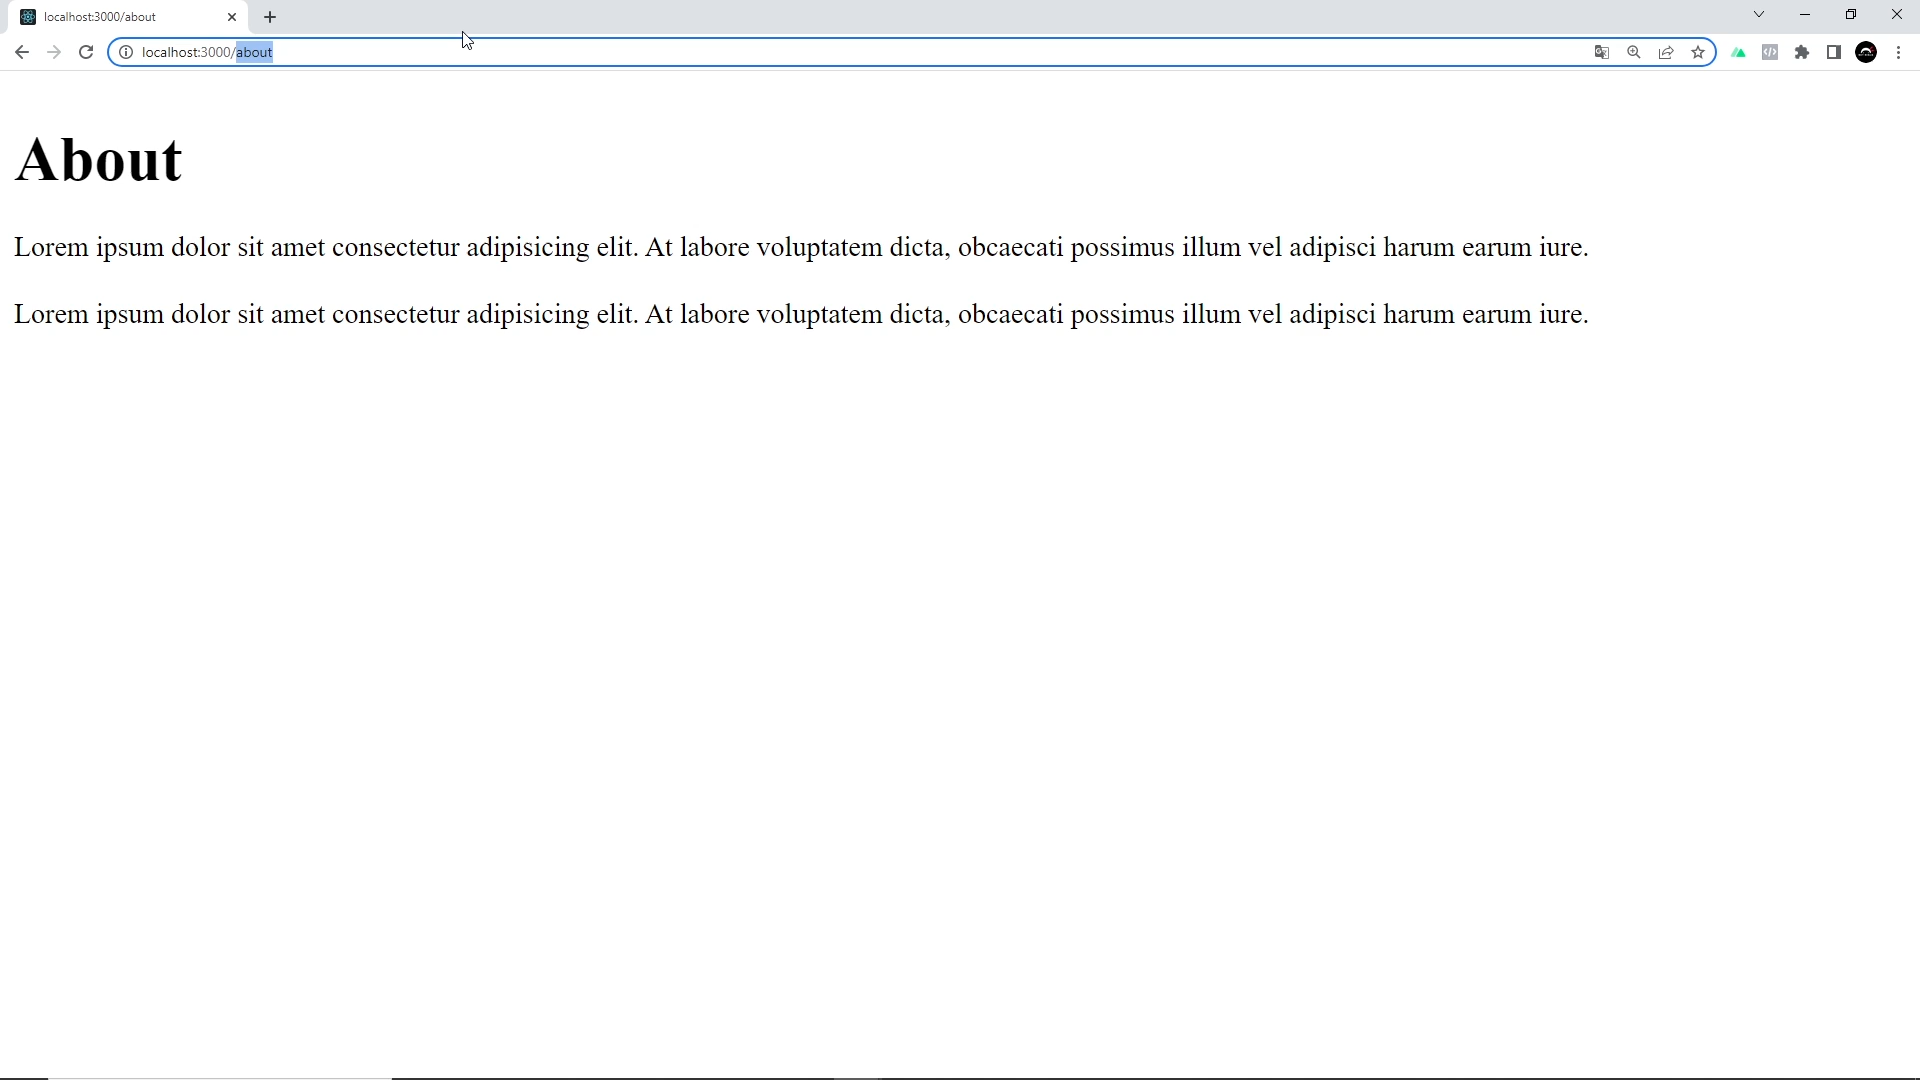 localhost:3000/about
localhost:3000/about
About
Lorem ipsum dolor sit amet consectetur adipisicing elit. At labore voluptatem dicta, obcaecati possimus illum vel adipisci harum earum iure.
Lorem ipsum dolor sit amet consectetur adipisicing elit. At labore voluptatem dicta, obcaecati possimus illum vel adipisci harum earum iure.